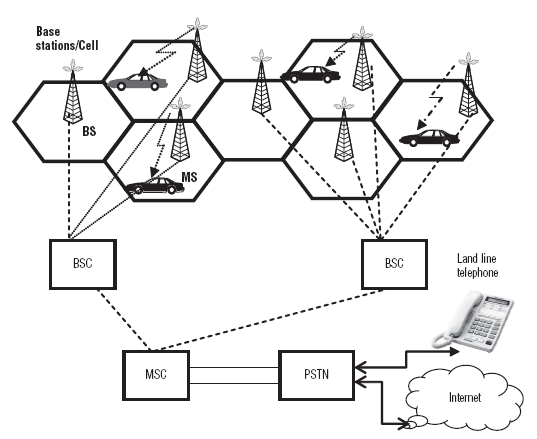 Base
stations/Cell
BS
MS
BSC
BSC
Land line
telephone
MSC
PSTN
Internet